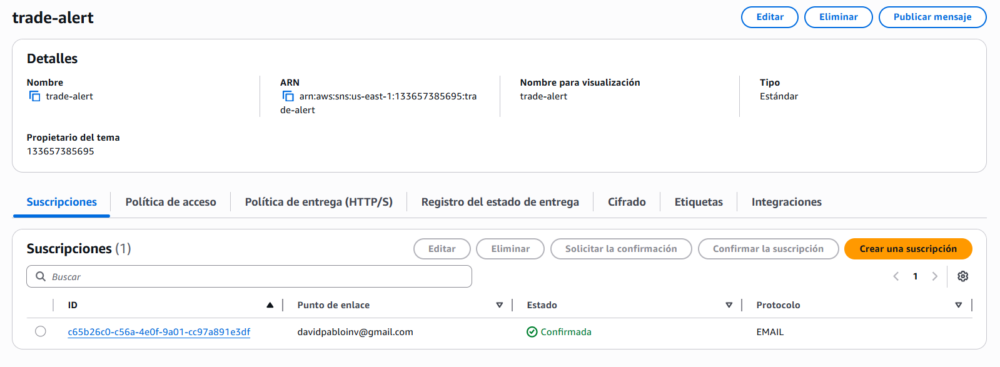 trade-alert
Editar
Eliminar
Publicar mensaje
Detalles
Nombre
trade-alert
ARN
arn:aws:sns:us-east-1:133657385695:tra
de-alert
Nombre para visualización
trade-alert
Tipo
Estándar
Propietario del tema
133657385695
Suscripciones
Política de acceso
Política de entrega (HTTP/S)
Registro del estado de entrega
Cifrado
Etiquetas
Integraciones
Suscripciones (1)
Editar
Eliminar
Solicitar la confirmación
Confirmar la suscripción
Crear una suscripción
Buscar
1
ID
Punto de enlace
Estado
Protocolo
c65b26c0-c56a-4e0f-9a01-cc97a891e3df
davidpabloinv@gmail.com
Confirmada
EMAIL